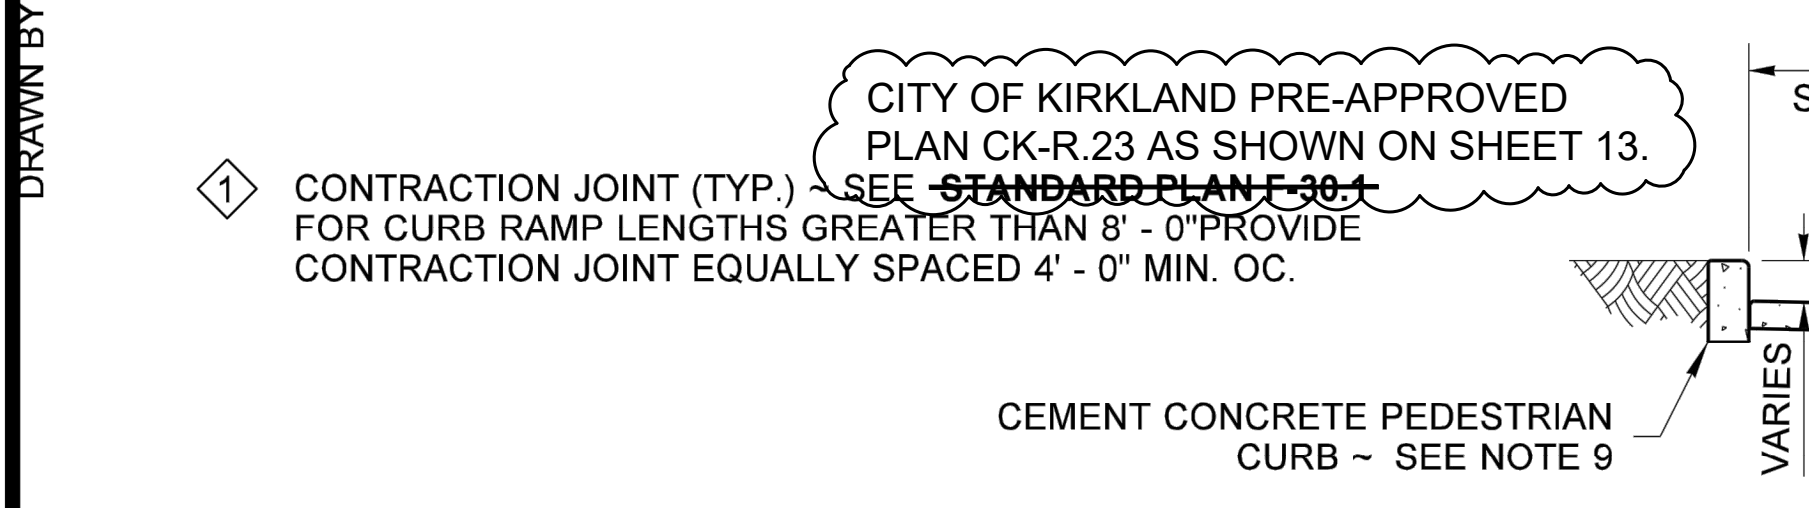 DRAWN BY
CITY OF KIRKLAND PRE-APPROVED
PLAN CK-R.23 AS SHOWN ON SHEET 13.
1 CONTRACTION JOINT (TYP.) ~ SEE STANDARD PLAN F-30.1
FOR CURB RAMP LENGTHS GREATER THAN 8' - 0"PROVIDE
CONTRACTION JOINT EQUALLY SPACED 4' - 0" MIN. OC.
S
CEMENT CONCRETE PEDESTRIAN
CURB ~ SEE NOTE 9
VARIES